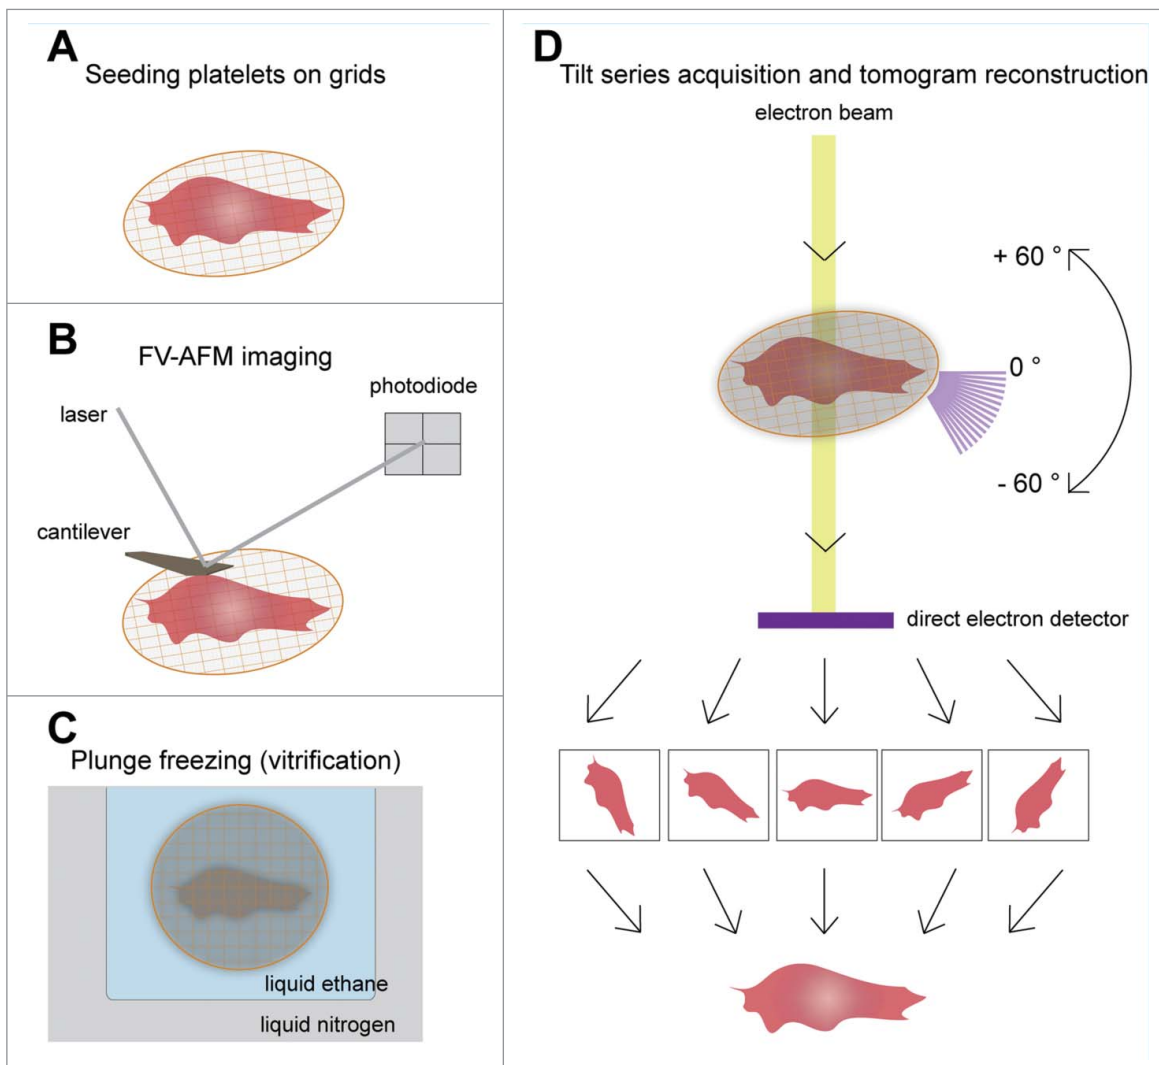 A
Seeding platelets on grids
B
FV-AFM imaging
photodiode
laser
cantilever
C
Plunge freezing (vitrification)
liquid ethane
liquid nitrogen
D
Tilt series acquisition and tomogram reconstruction
electron beam
+ 60 °
0 °
- 60 °
direct electron detector